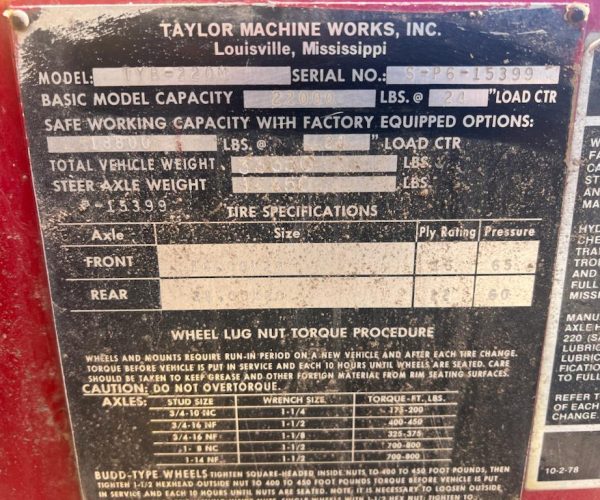 TAYLOR MACHINE WORKS, INC.
Louisville, Mississippi
MODEL: TYB-220M SERIAL NO.: S-P6-15399
BASIC MODEL CAPACITY 22000 LBS. @ 24 "LOAD CTR
SAFE WORKING CAPACITY WITH FACTORY EQUIPPED OPTIONS:
18800 LBS. @ 24 " LOAD CTR
TOTAL VEHICLE WEIGHT LBS.
STEER AXLE WEIGHT LBS
P-15399
TIRE SPECIFICATIONS
Axle Size Ply Rating Pressure
FRONT 65
REAR 12 60
WHEEL LUG NUT TORQUE PROCEDURE
WHEELS AND MOUNTS REQUIRE RUN-IN PERIOD ON A NEW VEHICLE AND AFTER EACH TIRE CHANGE.
TORQUE BEFORE VEHICLE IS PUT IN SERVICE AND EACH 10 HOURS UNTIL WHEELS ARE SEATED. CARE
SHOULD BE TAKEN TO KEEP GREASE AND OTHER FOREIGN MATERIAL FROM RIM SEATING SURFACES.
CAUTION: DO NOT OVERTORQUE.
AXLES: STUD SIZE WRENCH SIZE TORQUE-FT. LBS.
3/4-10 NC 1-1/4 175-200
3/4-16 NF 1-1/2 400-450
3/4-16 NF 1-1/8 325-375
1- 8 NC 1-1/2 700-800
1-14 NF 1-1/2 700-800
BUDD-TYPE WHEELS TIGHTEN SQUARE-HEADED INSIDE NUTS TO 400 TO 450 FOOT POUNDS, THEN
TIGHTEN 1-1/2 HEXHEAD OUTSIDE NUT TO 400 TO 450 FOOT POUNDS TORQUE BEFORE VEHICLE IS PUT
IN SERVICE AND EACH 10 HOURS UNTIL WHEELS ARE SEATED. NOTE: IT IS NECESSARY TO LOOSEN OUTSIDE
HYD
CHE
TRA
TRO
AND
FULL
MISSI
MANU
AXLE H
220 (S
LUBRIC
LUBRIC
FICATION
TO FULL
REFER T
OF EACH
CHANGE.
10-2-78